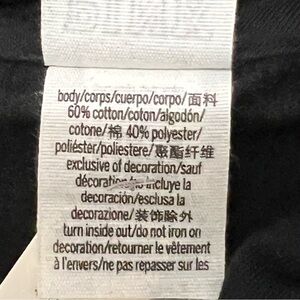 body/corps/cuerpo/corpo/面料
60% cotton/coton/algodón/
cotone/棉 40% polyester/
poliéster/poliestere/聚酯纤维
exclusive of decoration/sauf
décoration/no incluye la
decoración/esclusa la
decorazione/装饰除外
turn inside out/do not iron on
decoration/retourner le vêtement
à l'envers/ne pas repasser sur les